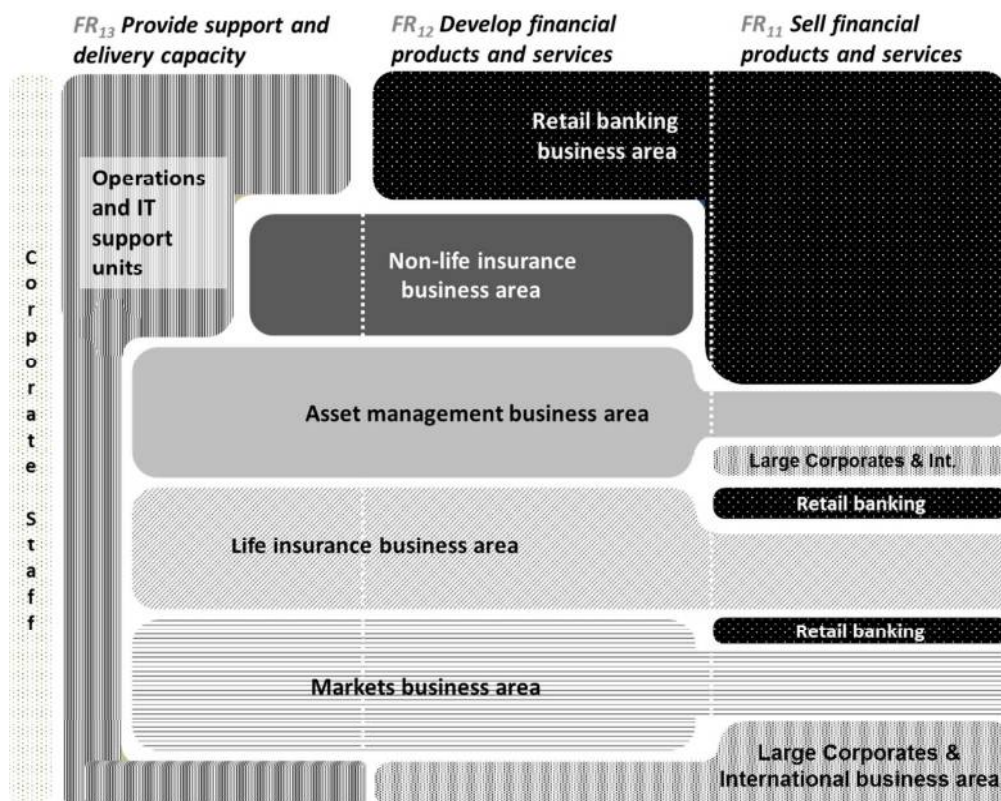 FR13 Provide support and
delivery capacity
FR12 Develop financial
products and services
FR11 Sell financial
products and services
Corporate Staff
Operations
and IT
support
units
Retail banking
business area
Non-life insurance
business area
Asset management business area
Large Corporates & Int.
Retail banking
Life insurance business area
Retail banking
Markets business area
Large Corporates &
International business area